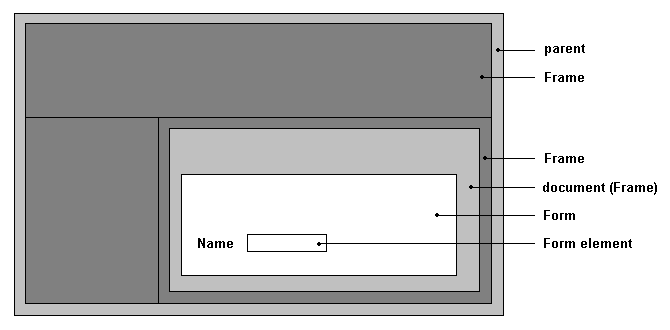 parent
Frame
Frame
document (Frame)
Form
Name
Form element